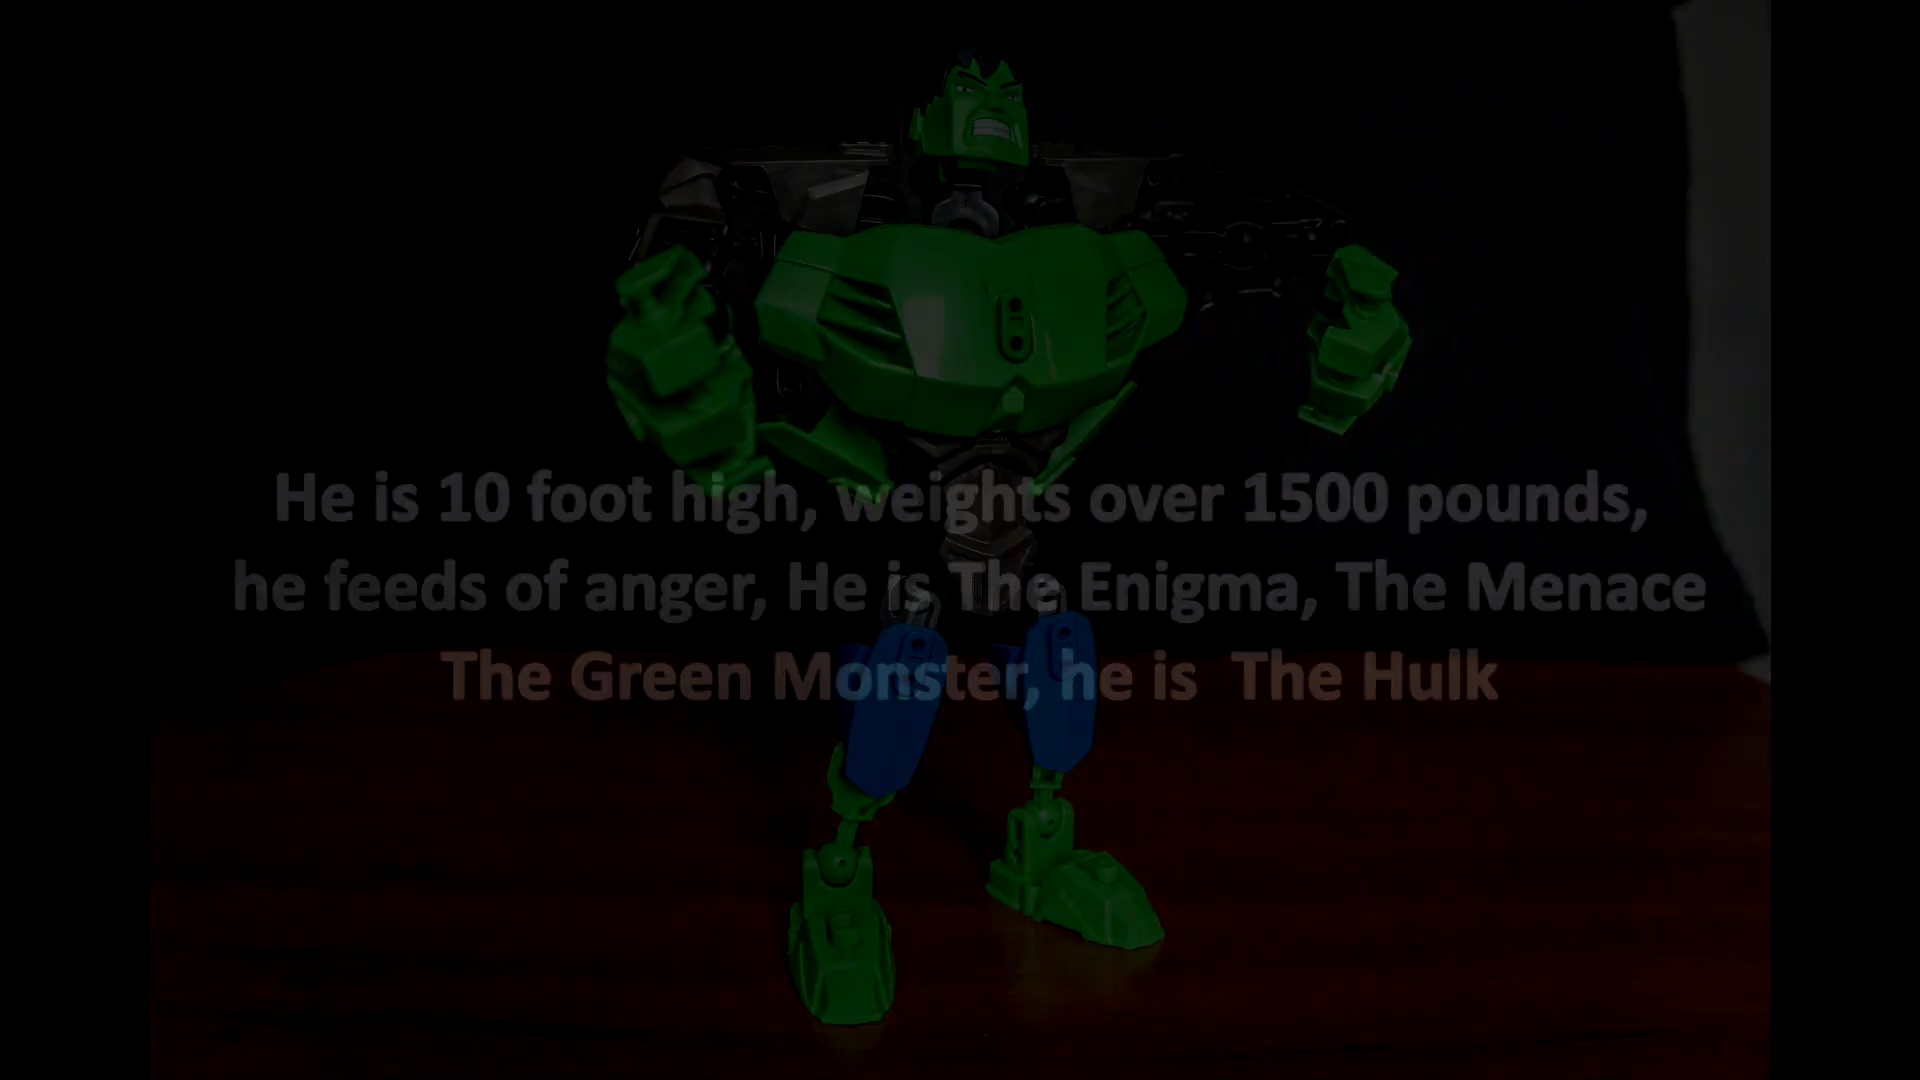 He is 10 foot high, weights over 1500 pounds,
he feeds of anger, He is The Enigma, The Menace
The Green Monster, he is The Hulk